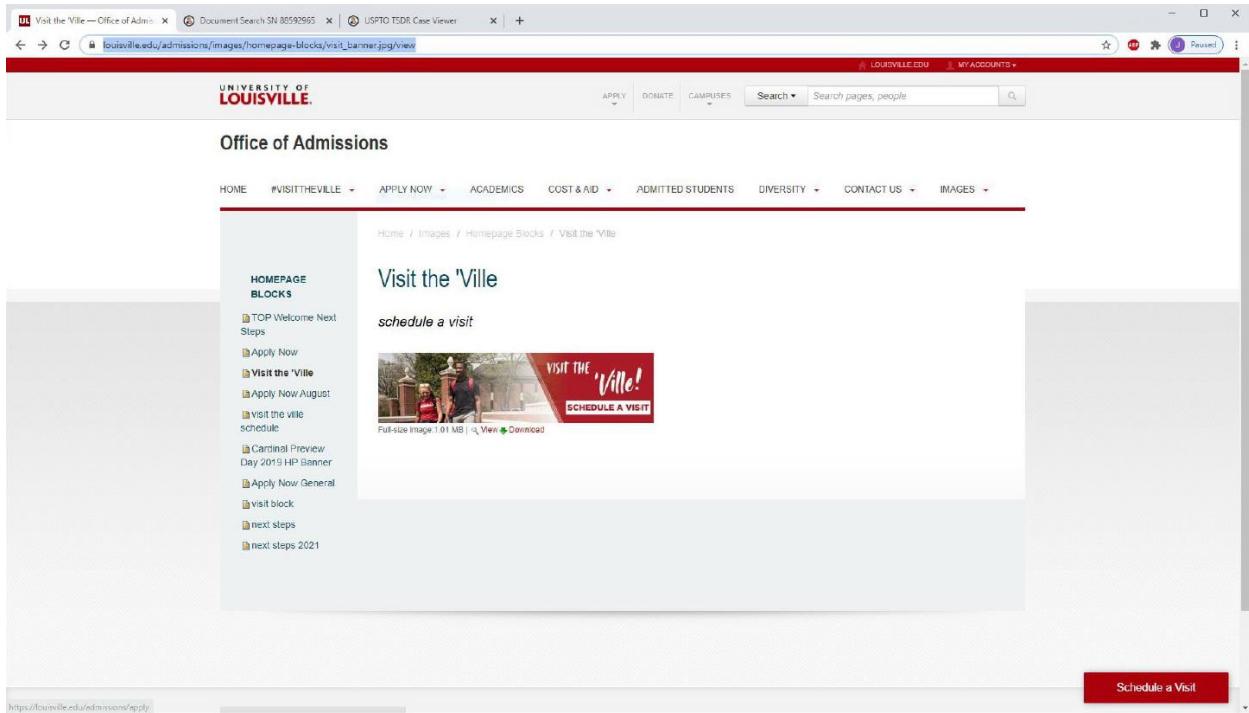 Visit the 'Ville — Office of Admis
Document Search SN 88592965
USPTO TSDR Case Viewer
louisville.edu/admissions/images/homepage-blocks/visit_banner.jpg/view
ABP
J Paused
LOUISVILLE.EDU MY ACCOUNTS
UNIVERSITY OF
LOUISVILLE.
APPLY DONATE CAMPUSES Search Search pages, people
Office of Admissions
HOME #VISITTHEVILLE APPLY NOW ACADEMICS COST & AID ADMITTED STUDENTS DIVERSITY CONTACT US IMAGES
Home / Images / Homepage Blocks / Visit the 'Ville
HOMEPAGE
BLOCKS
TOP Welcome Next
Steps
Apply Now
Visit the 'Ville
Apply Now August
visit the ville
schedule
Cardinal Preview
Day 2019 HP Banner
Apply Now General
visit block
next steps
next steps 2021
Visit the 'Ville
schedule a visit
VISIT THE
'Ville!
SCHEDULE A VISIT
Full-size image: 1.01 MB | View Download
Schedule a Visit
https://louisville.edu/admissions/apply